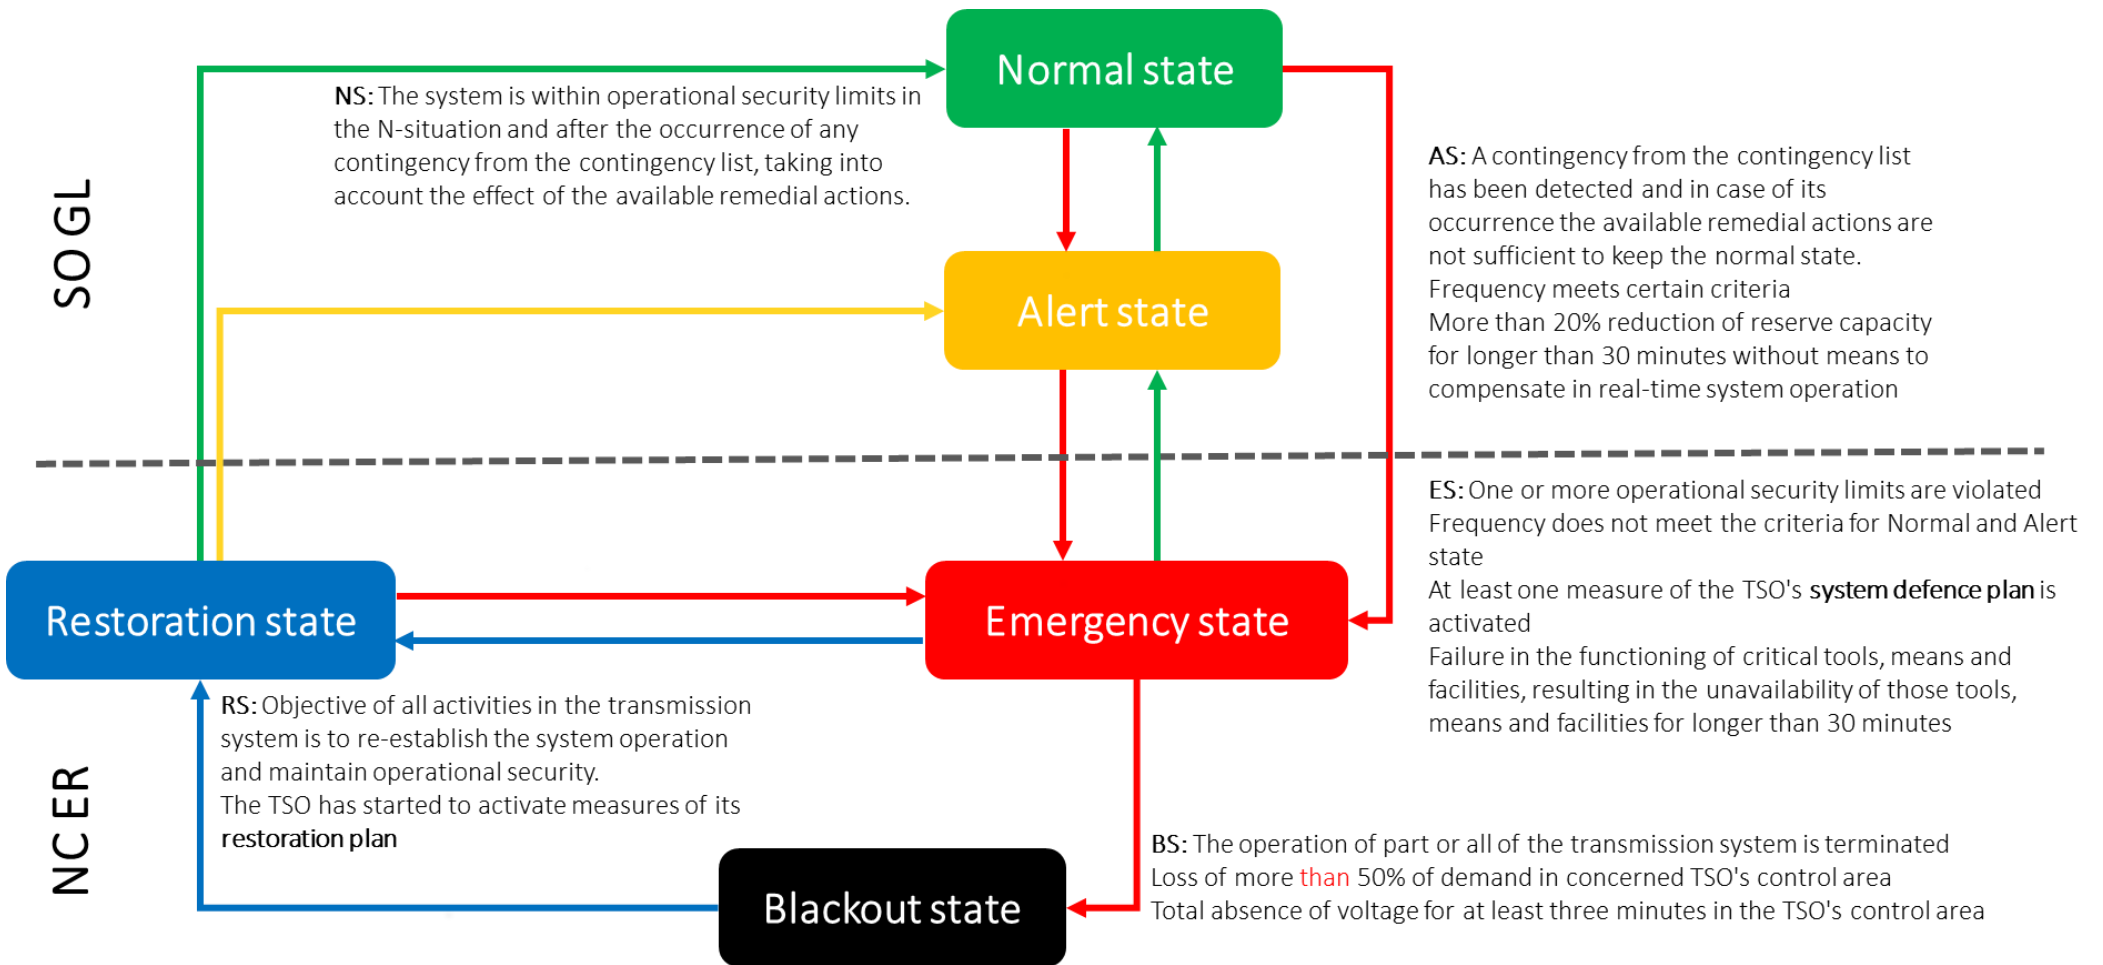 Normal state
NS: The system is within operational security limits in
the N-situation and after the occurrence of any
contingency from the contingency list, taking into
account the effect of the available remedial actions.
SOGL
AS: A contingency from the contingency list
has been detected and in case of its
occurrence the available remedial actions are
not sufficient to keep the normal state.
Frequency meets certain criteria
More than 20% reduction of reserve capacity
for longer than 30 minutes without means to
compensate in real-time system operation
Alert state
ES: One or more operational security limits are violated
Frequency does not meet the criteria for Normal and Alert
state
At least one measure of the TSO's system defence plan is
activated
Failure in the functioning of critical tools, means and
facilities, resulting in the unavailability of those tools,
means and facilities for longer than 30 minutes
Restoration state
Emergency state
RS: Objective of all activities in the transmission
system is to re-establish the system operation
and maintain operational security.
The TSO has started to activate measures of its
restoration plan
NCER
BS: The operation of part or all of the transmission system is terminated
Loss of more than 50% of demand in concerned TSO's control area
Total absence of voltage for at least three minutes in the TSO's control area
Blackout state